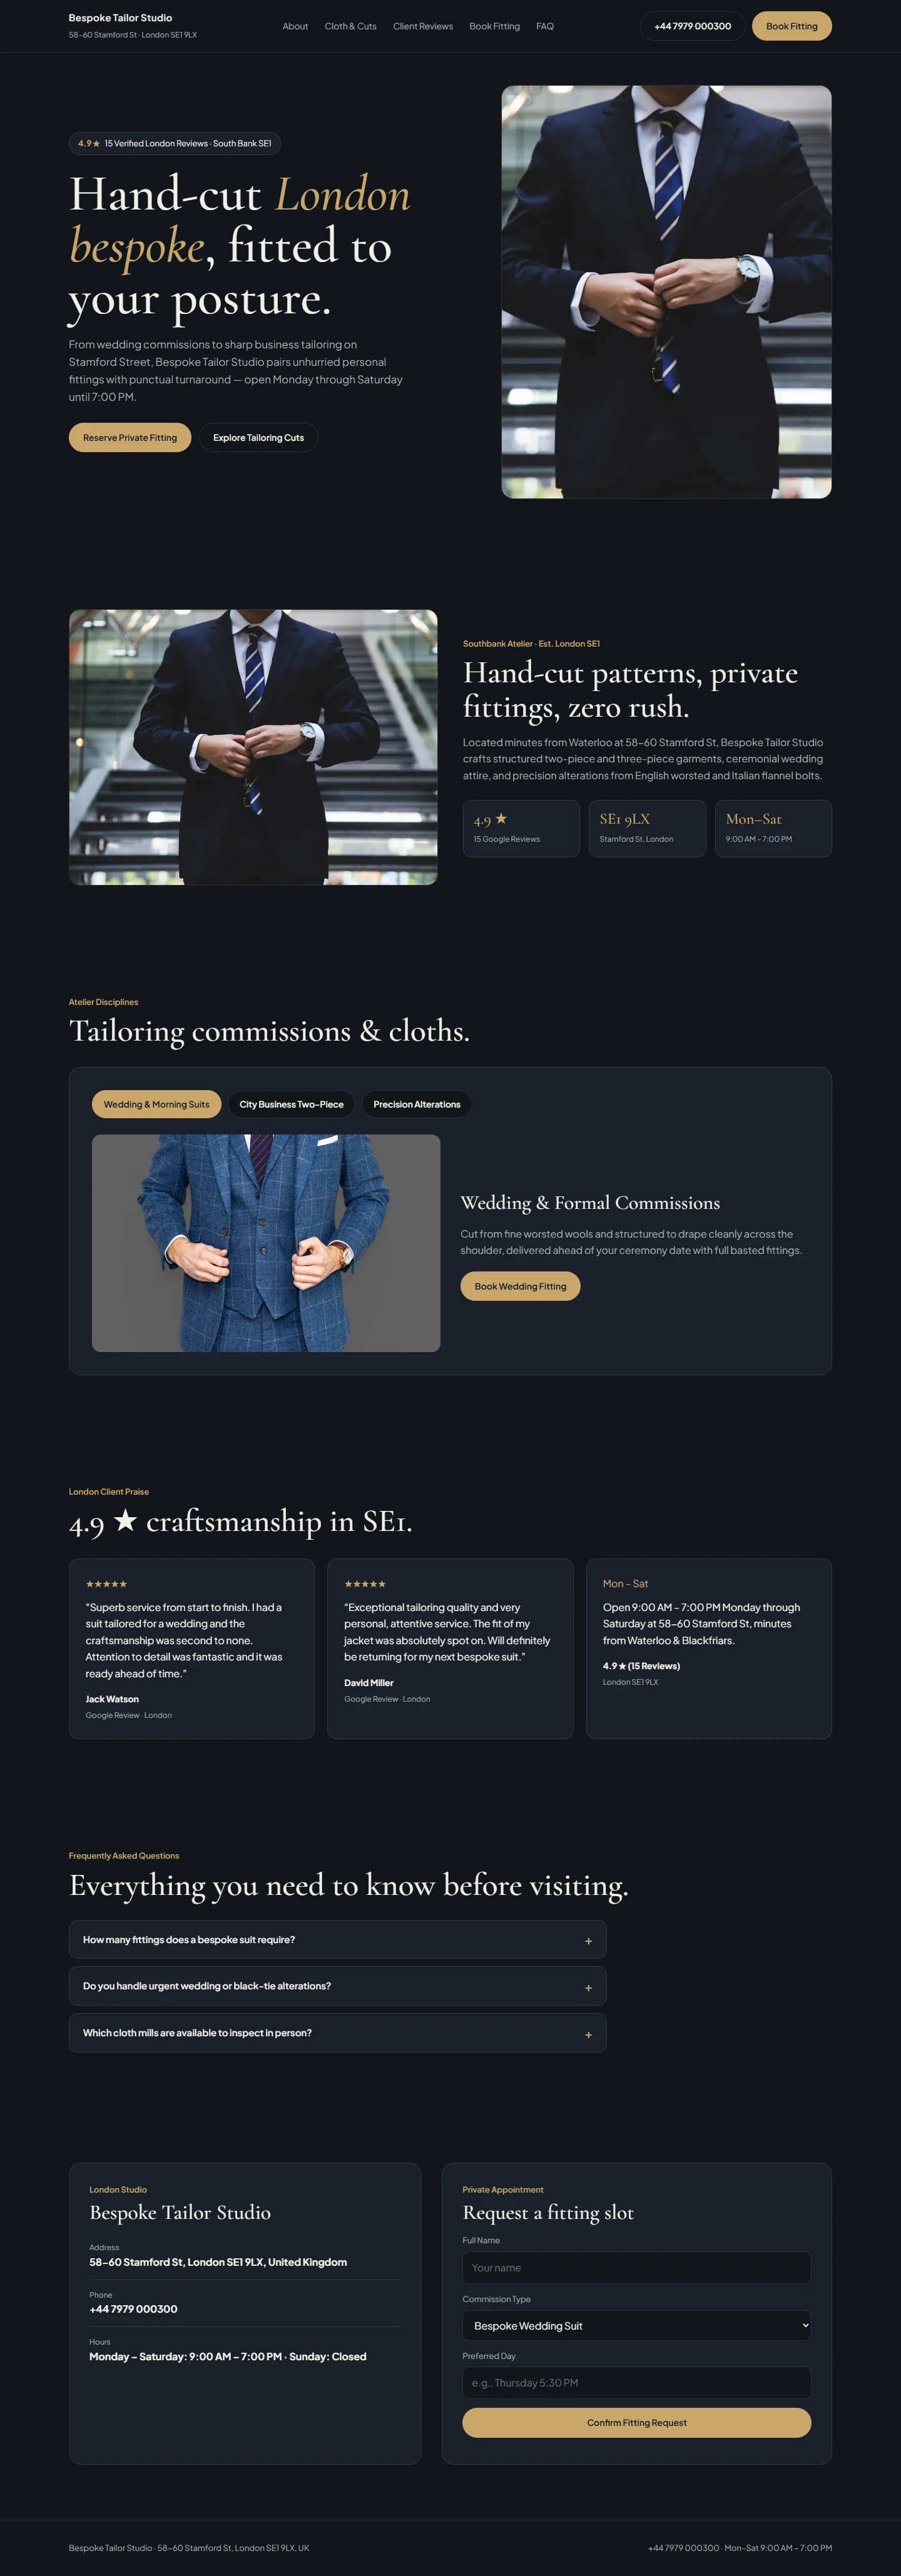 Bespoke Tailor Studio
58–60 Stamford St · London SE1 9LX
About
Cloth & Cuts
Client Reviews
Book Fitting
FAQ
+44 7979 000300
Book Fitting
4.9 ★ 15 Verified London Reviews · South Bank SE1
Hand-cut London
bespoke, fitted to
your posture.
From wedding commissions to sharp business tailoring on
Stamford Street, Bespoke Tailor Studio pairs unhurried personal
fittings with punctual turnaround — open Monday through Saturday
until 7:00 PM.
Reserve Private Fitting
Explore Tailoring Cuts
Southbank Atelier · Est. London SE1
Hand-cut patterns, private
fittings, zero rush.
Located minutes from Waterloo at 58–60 Stamford St, Bespoke Tailor Studio
crafts structured two-piece and three-piece garments, ceremonial wedding
attire, and precision alterations from English worsted and Italian flannel bolts.
4.9 ★
15 Google Reviews
SE1 9LX
Stamford St, London
Mon–Sat
9:00 AM – 7:00 PM
Atelier Disciplines
Tailoring commissions & cloths.
Wedding & Morning Suits
City Business Two-Piece
Precision Alterations
Wedding & Formal Commissions
Cut from fine worsted wools and structured to drape cleanly across the
shoulder, delivered ahead of your ceremony date with full basted fittings.
Book Wedding Fitting
London Client Praise
4.9 ★ craftsmanship in SE1.
★★★★★
“Superb service from start to finish. I had a
suit tailored for a wedding and the
craftsmanship was second to none.
Attention to detail was fantastic and it was
ready ahead of time.”
Jack Watson
Google Review · London
★★★★★
“Exceptional tailoring quality and very
personal, attentive service. The fit of my
jacket was absolutely spot on. Will definitely
be returning for my next bespoke suit.”
David Miller
Google Review · London
Mon – Sat
Open 9:00 AM – 7:00 PM Monday through
Saturday at 58–60 Stamford St, minutes
from Waterloo & Blackfriars.
4.9 ★ (15 Reviews)
London SE1 9LX
Frequently Asked Questions
Everything you need to know before visiting.
How many fittings does a bespoke suit require?
+
Do you handle urgent wedding or black-tie alterations?
+
Which cloth mills are available to inspect in person?
+
London Studio
Bespoke Tailor Studio
Address
58–60 Stamford St, London SE1 9LX, United Kingdom
Phone
+44 7979 000300
Hours
Monday – Saturday: 9:00 AM – 7:00 PM · Sunday: Closed
Private Appointment
Request a fitting slot
Full Name
Your name
Commission Type
Bespoke Wedding Suit
Preferred Day
e.g., Thursday 5:30 PM
Confirm Fitting Request
Bespoke Tailor Studio · 58–60 Stamford St, London SE1 9LX, UK
+44 7979 000300 · Mon–Sat 9:00 AM – 7:00 PM